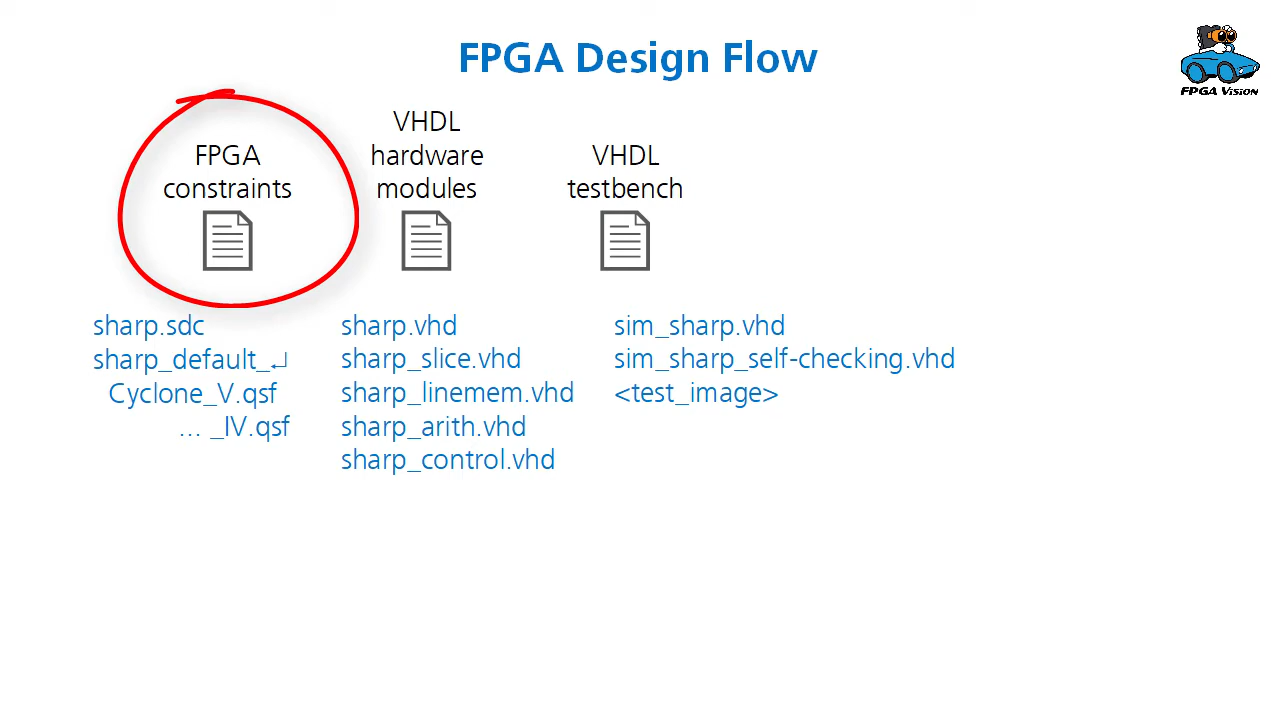 FPGA Design Flow
FPGA Vision
FPGA
constraints
VHDL
hardware
modules
VHDL
testbench
sharp.sdc
sharp_default_↵
Cyclone_V.qsf
... _IV.qsf
sharp.vhd
sharp_slice.vhd
sharp_linemem.vhd
sharp_arith.vhd
sharp_control.vhd
sim_sharp.vhd
sim_sharp_self-checking.vhd
<test_image>